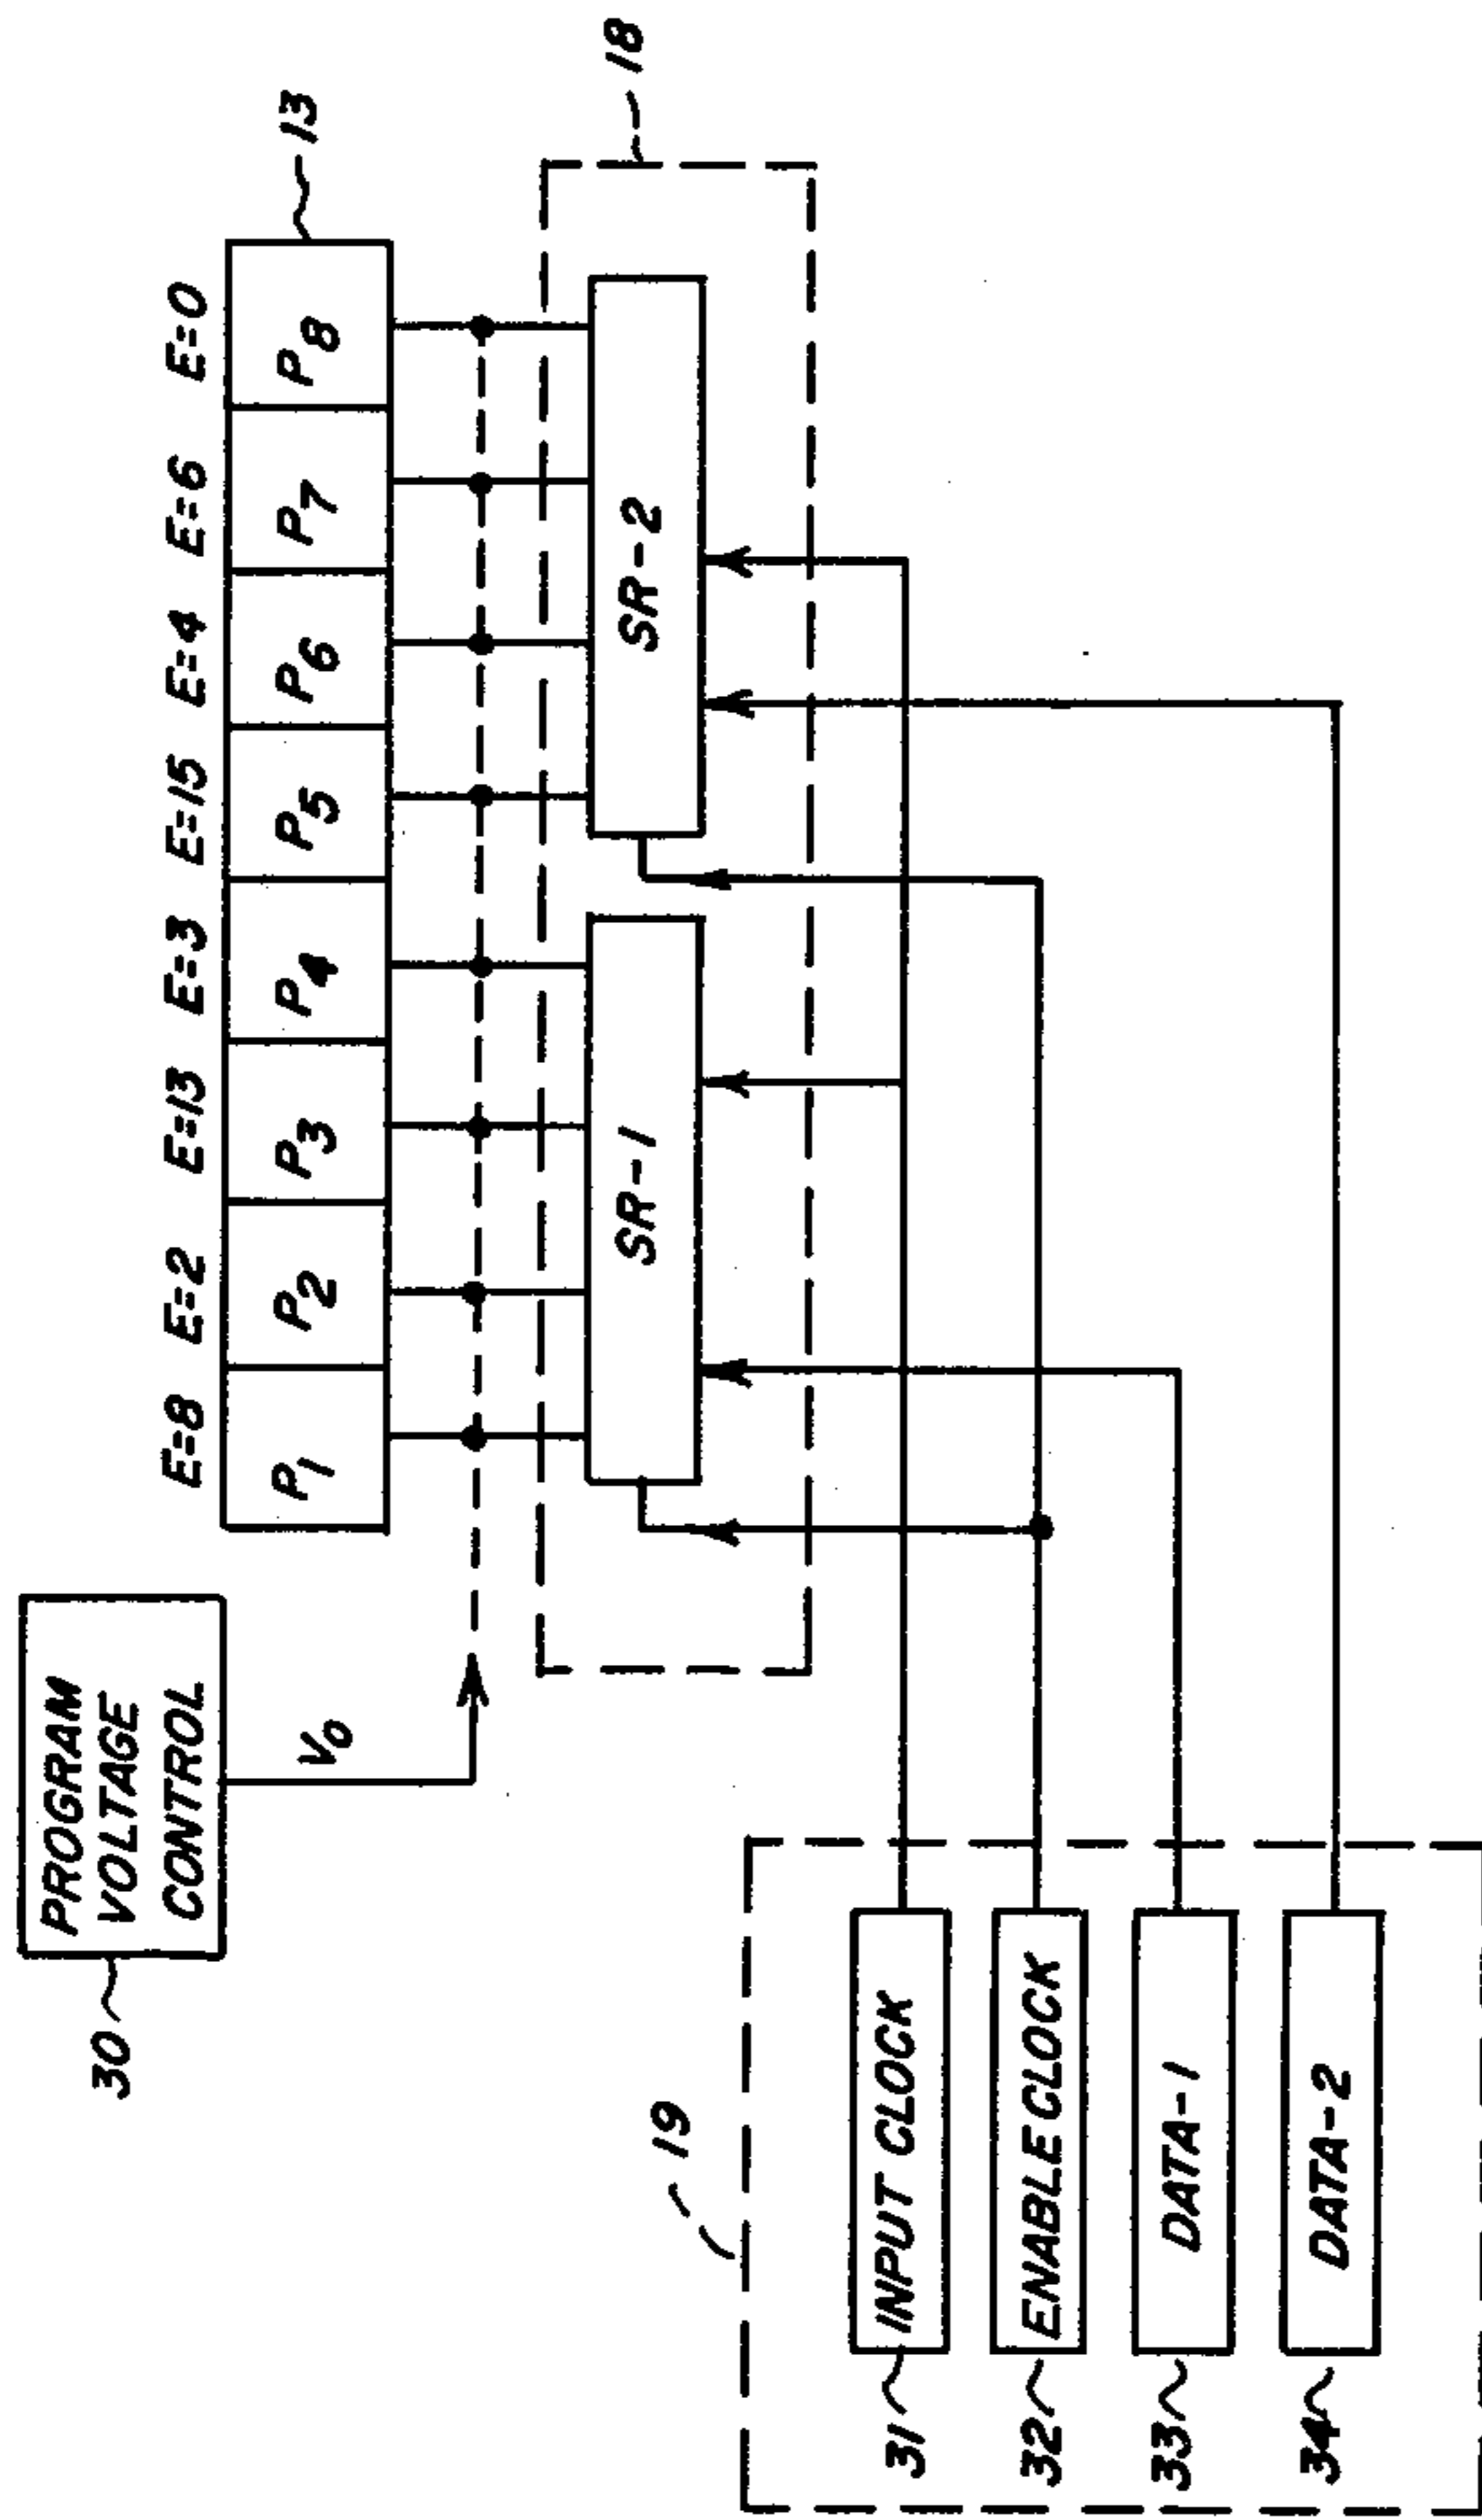 PROGRAM
VOLTAGE
CONTROL
30
V0
E=8 E=2 E=13 E=3 E=15 E=4 E=6 E=0
P1 P2 P3 P4 P5 P6 P7 P8
13
SR-1 SR-2
18
19
INPUT CLOCK
31
ENABLE CLOCK
32
DATA-1
33
DATA-2
34